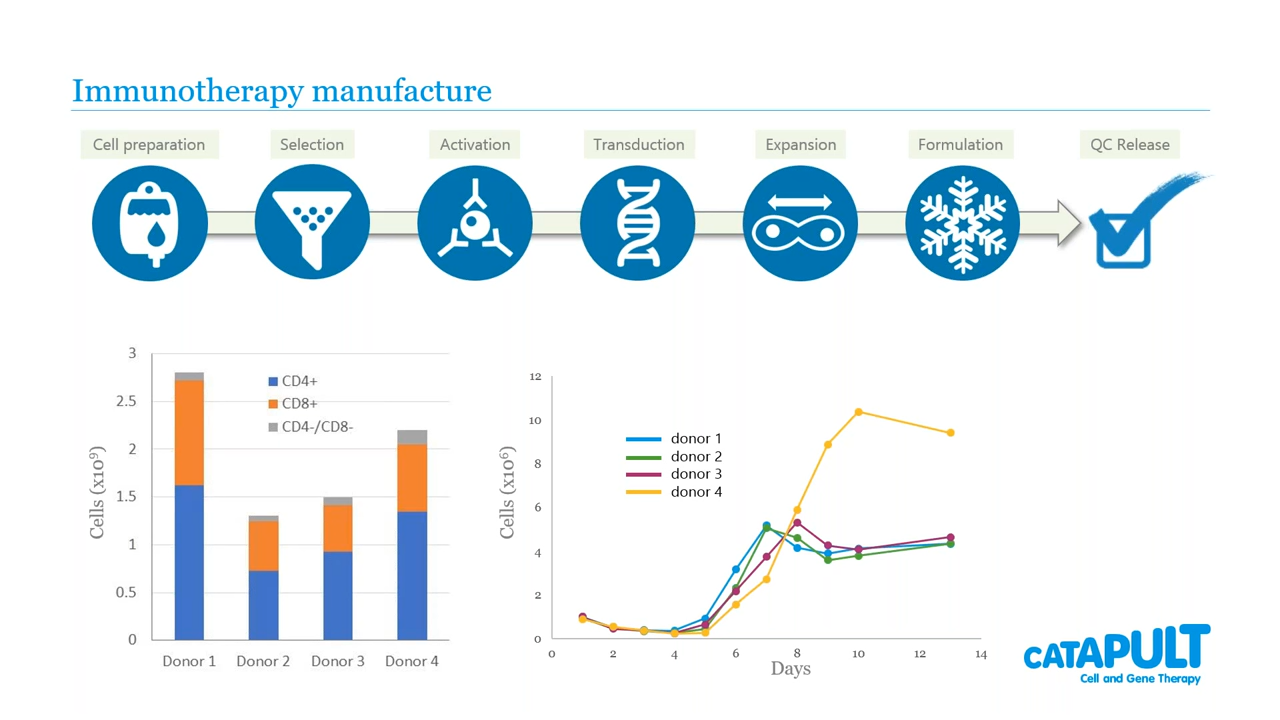 Immunotherapy manufacture
Cell preparation
Selection
Activation
Transduction
Expansion
Formulation
QC Release
Cells (x10⁹)
3
2.5
2
1.5
1
0.5
0
CD4+
CD8+
CD4-/CD8-
Donor 1 Donor 2 Donor 3 Donor 4
Cells (x10⁶)
12
10
8
6
4
2
0
donor 1
donor 2
donor 3
donor 4
0 2 4 6 8 10 12 14
Days
CATAPULT
Cell and Gene Therapy